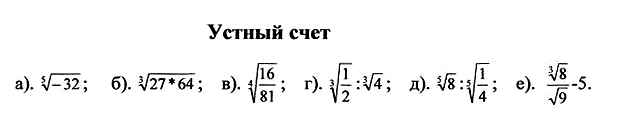 Устный счет
а). ⁵√-32; б). ³√27*64; в). ⁴√16/81; г). ³√1/2:³√4; д). ⁵√8:⁵√1/4; е). ³√8/√9-5.